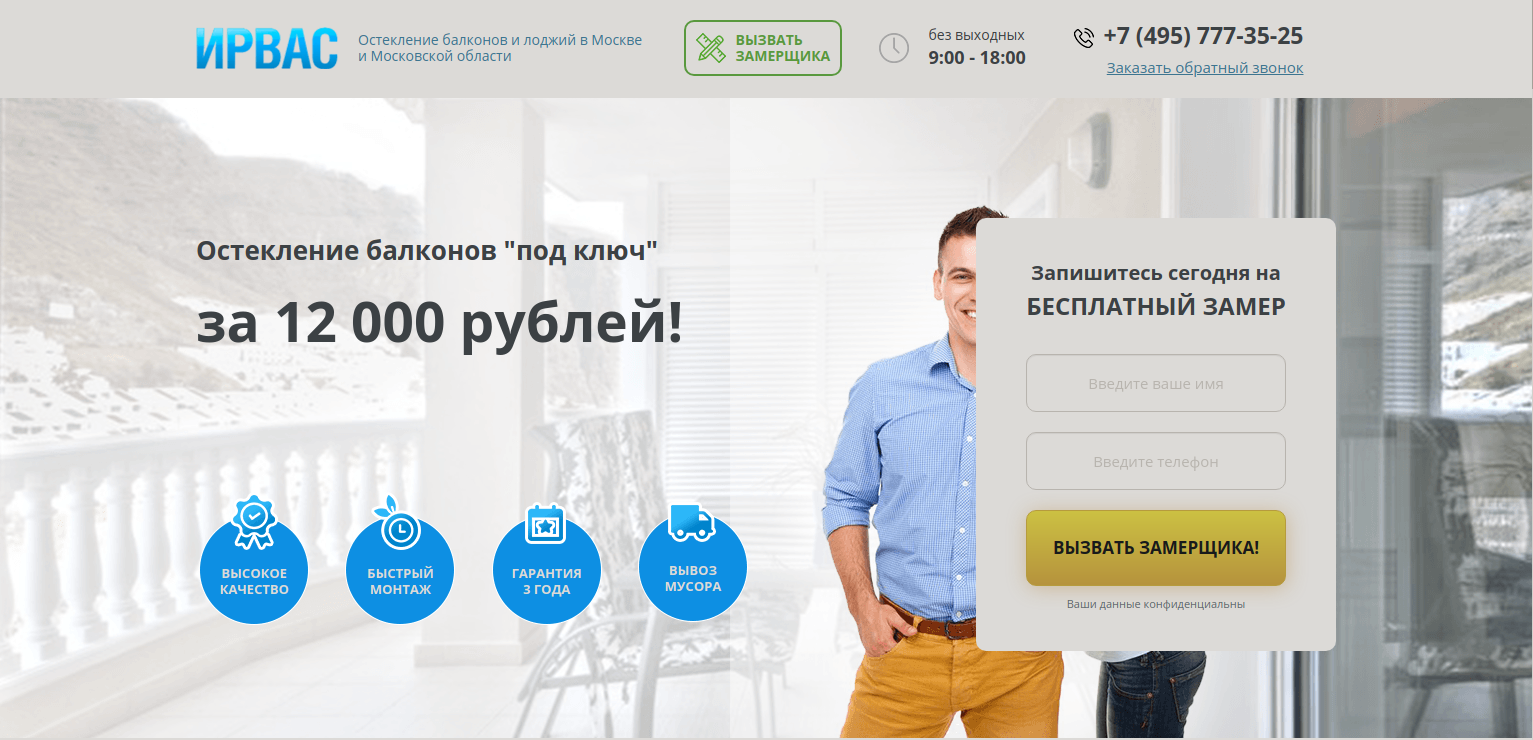 ИРВАС
Остекление балконов и лоджий в Москве
и Московской области
ВЫЗВАТЬ
ЗАМЕРЩИКА
без выходных
9:00 - 18:00
+7 (495) 777-35-25
Заказать обратный звонок
Остекление балконов "под ключ"
за 12 000 рублей!
ВЫСОКОЕ
КАЧЕСТВО
БЫСТРЫЙ
МОНТАЖ
ГАРАНТИЯ
3 ГОДА
ВЫВОЗ
МУСОРА
Запишитесь сегодня на
БЕСПЛАТНЫЙ ЗАМЕР
Введите ваше имя
Введите телефон
ВЫЗВАТЬ ЗАМЕРЩИКА!
Ваши данные конфиденциальны